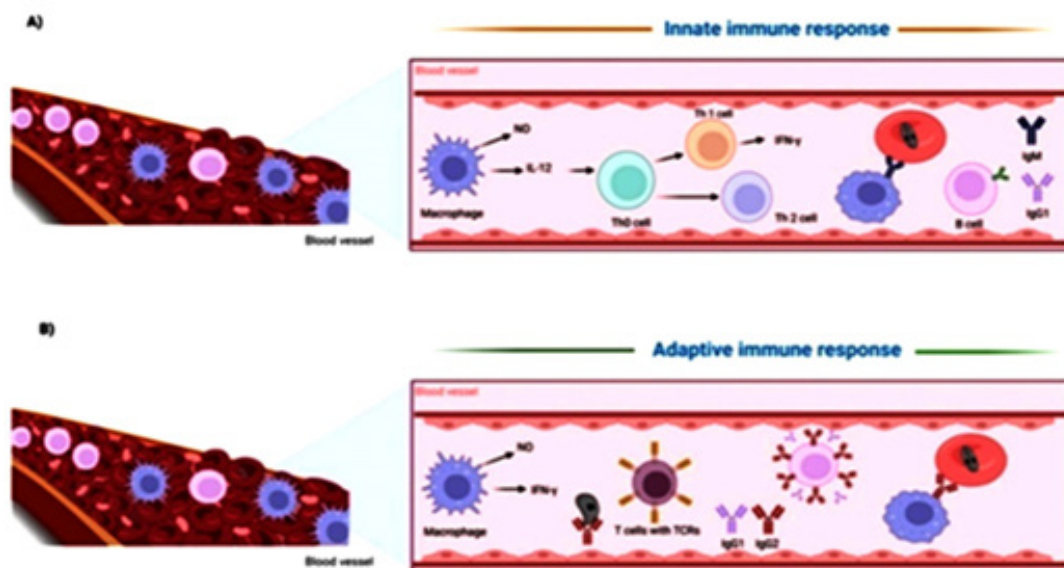 A)
Innate immune response
Blood vessel
Th 1 cell
NO
IFN-γ
IL-12
IgM
Macrophage
Th0 cell
Th 2 cell
B cell
IgG1
Blood vessel
B)
Adaptive immune response
Blood vessel
NO
IFN-γ
Macrophage
T cells with TCRs
IgG1
IgG2
Blood vessel